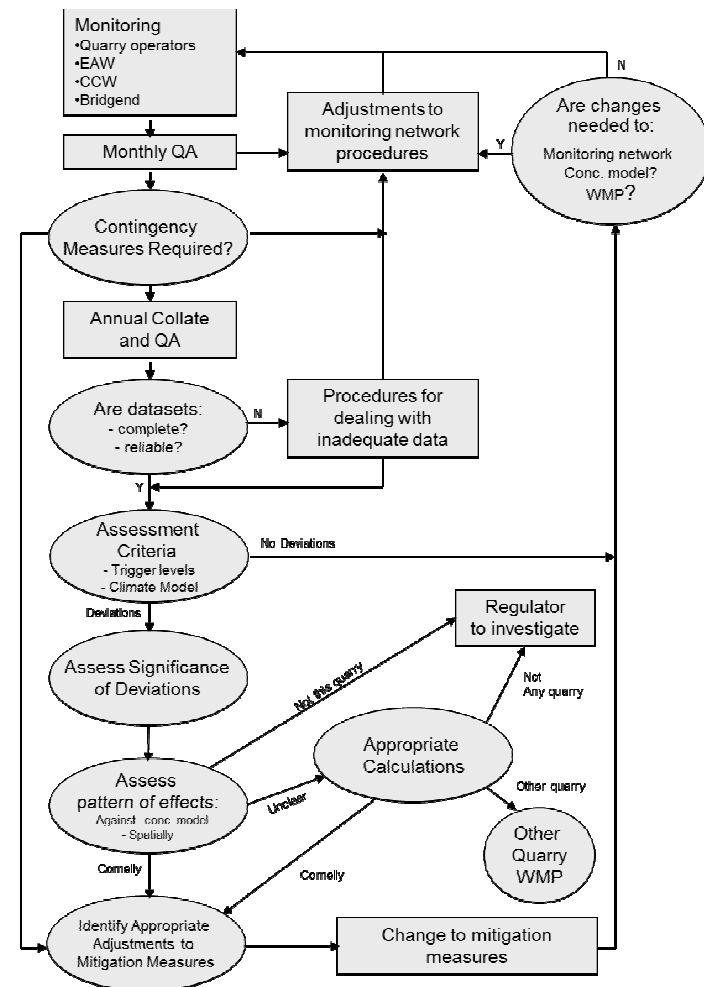 Monitoring
•Quarry operators
•EAW
•CCW
•Bridgend
N
Are changes
needed to:
Monitoring network
Conc. model?
WMP?
Adjustments to
monitoring network
procedures
Y
Monthly QA
Contingency
Measures Required?
Annual Collate
and QA
Are datasets:
- complete?
- reliable?
N
Procedures for
dealing with
inadequate data
Y
Assessment
Criteria
- Trigger levels
- Climate Model
No Deviations
Deviations
Regulator
to investigate
Assess Significance
of Deviations
Not this quarry
Not
Any quarry
Appropriate
Calculations
Assess
pattern of effects:
Against conc. model
- Spatially
Unclear
Other quarry
Other
Quarry
WMP
Cornelly
Cornelly
Identify Appropriate
Adjustments to
Mitigation Measures
Change to mitigation
measures